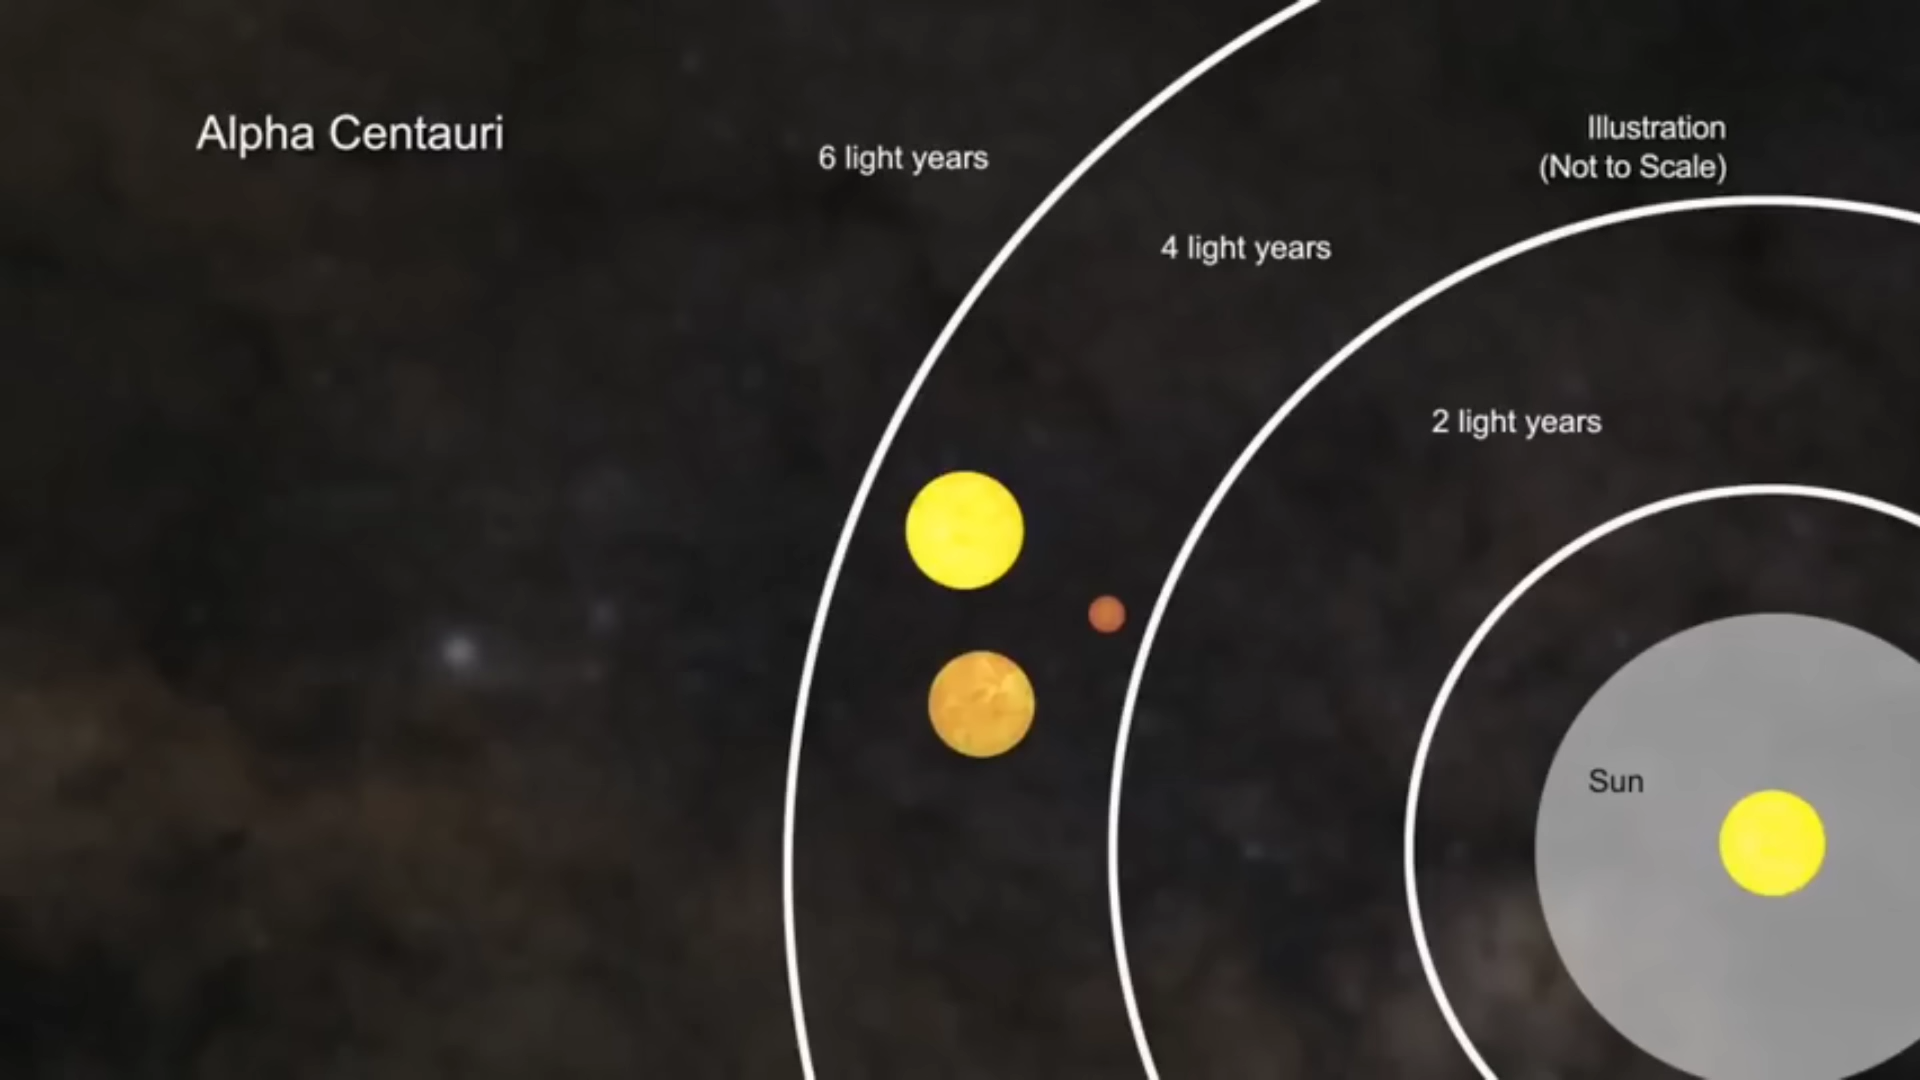 Alpha Centauri
6 light years
Illustration
(Not to Scale)
4 light years
2 light years
Sun